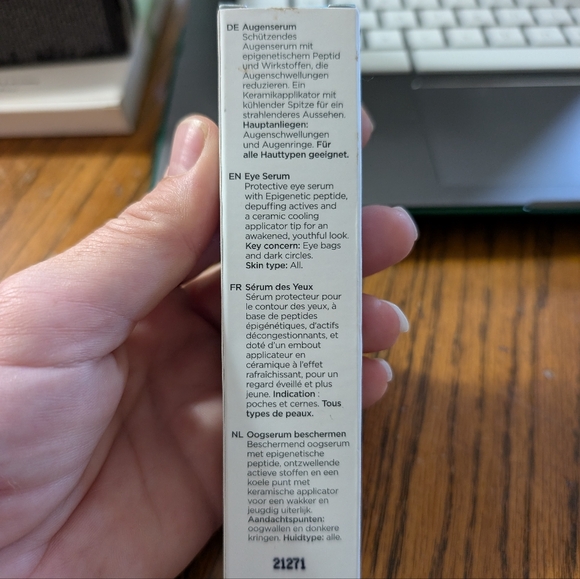 DE Augenserum
Schützendes
Augenserum mit
epigenetischem Peptid
und Wirkstoffen, die
Augenschwellungen
reduzieren. Ein
Keramikapplikator mit
kühlender Spitze für ein
strahlenderes Aussehen.
Hauptanliegen:
Augenschwellungen
und Augenringe. Für
alle Hauttypen geeignet.
EN Eye Serum
Protective eye serum
with Epigenetic peptide,
depuffing actives and
a ceramic cooling
applicator tip for an
awakened, youthful look.
Key concern: Eye bags
and dark circles.
Skin type: All.
FR Sérum des Yeux
Sérum protecteur pour
le contour des yeux, à
base de peptides
épigénétiques, d'actifs
décongestionnants, et
doté d'un embout
applicateur en
céramique à l'effet
rafraîchissant, pour un
regard éveillé et plus
jeune. Indication :
poches et cernes. Tous
types de peaux.
NL Oogserum beschermen
Beschermend oogserum
met epigenetische
peptide, ontzwellende
actieve stoffen en een
koele punt met
keramische applicator
voor een wakker en
jeugdig uiterlijk.
Aandachtspunten:
oogwallen en donkere
kringen. Huidtype: alle.
21271